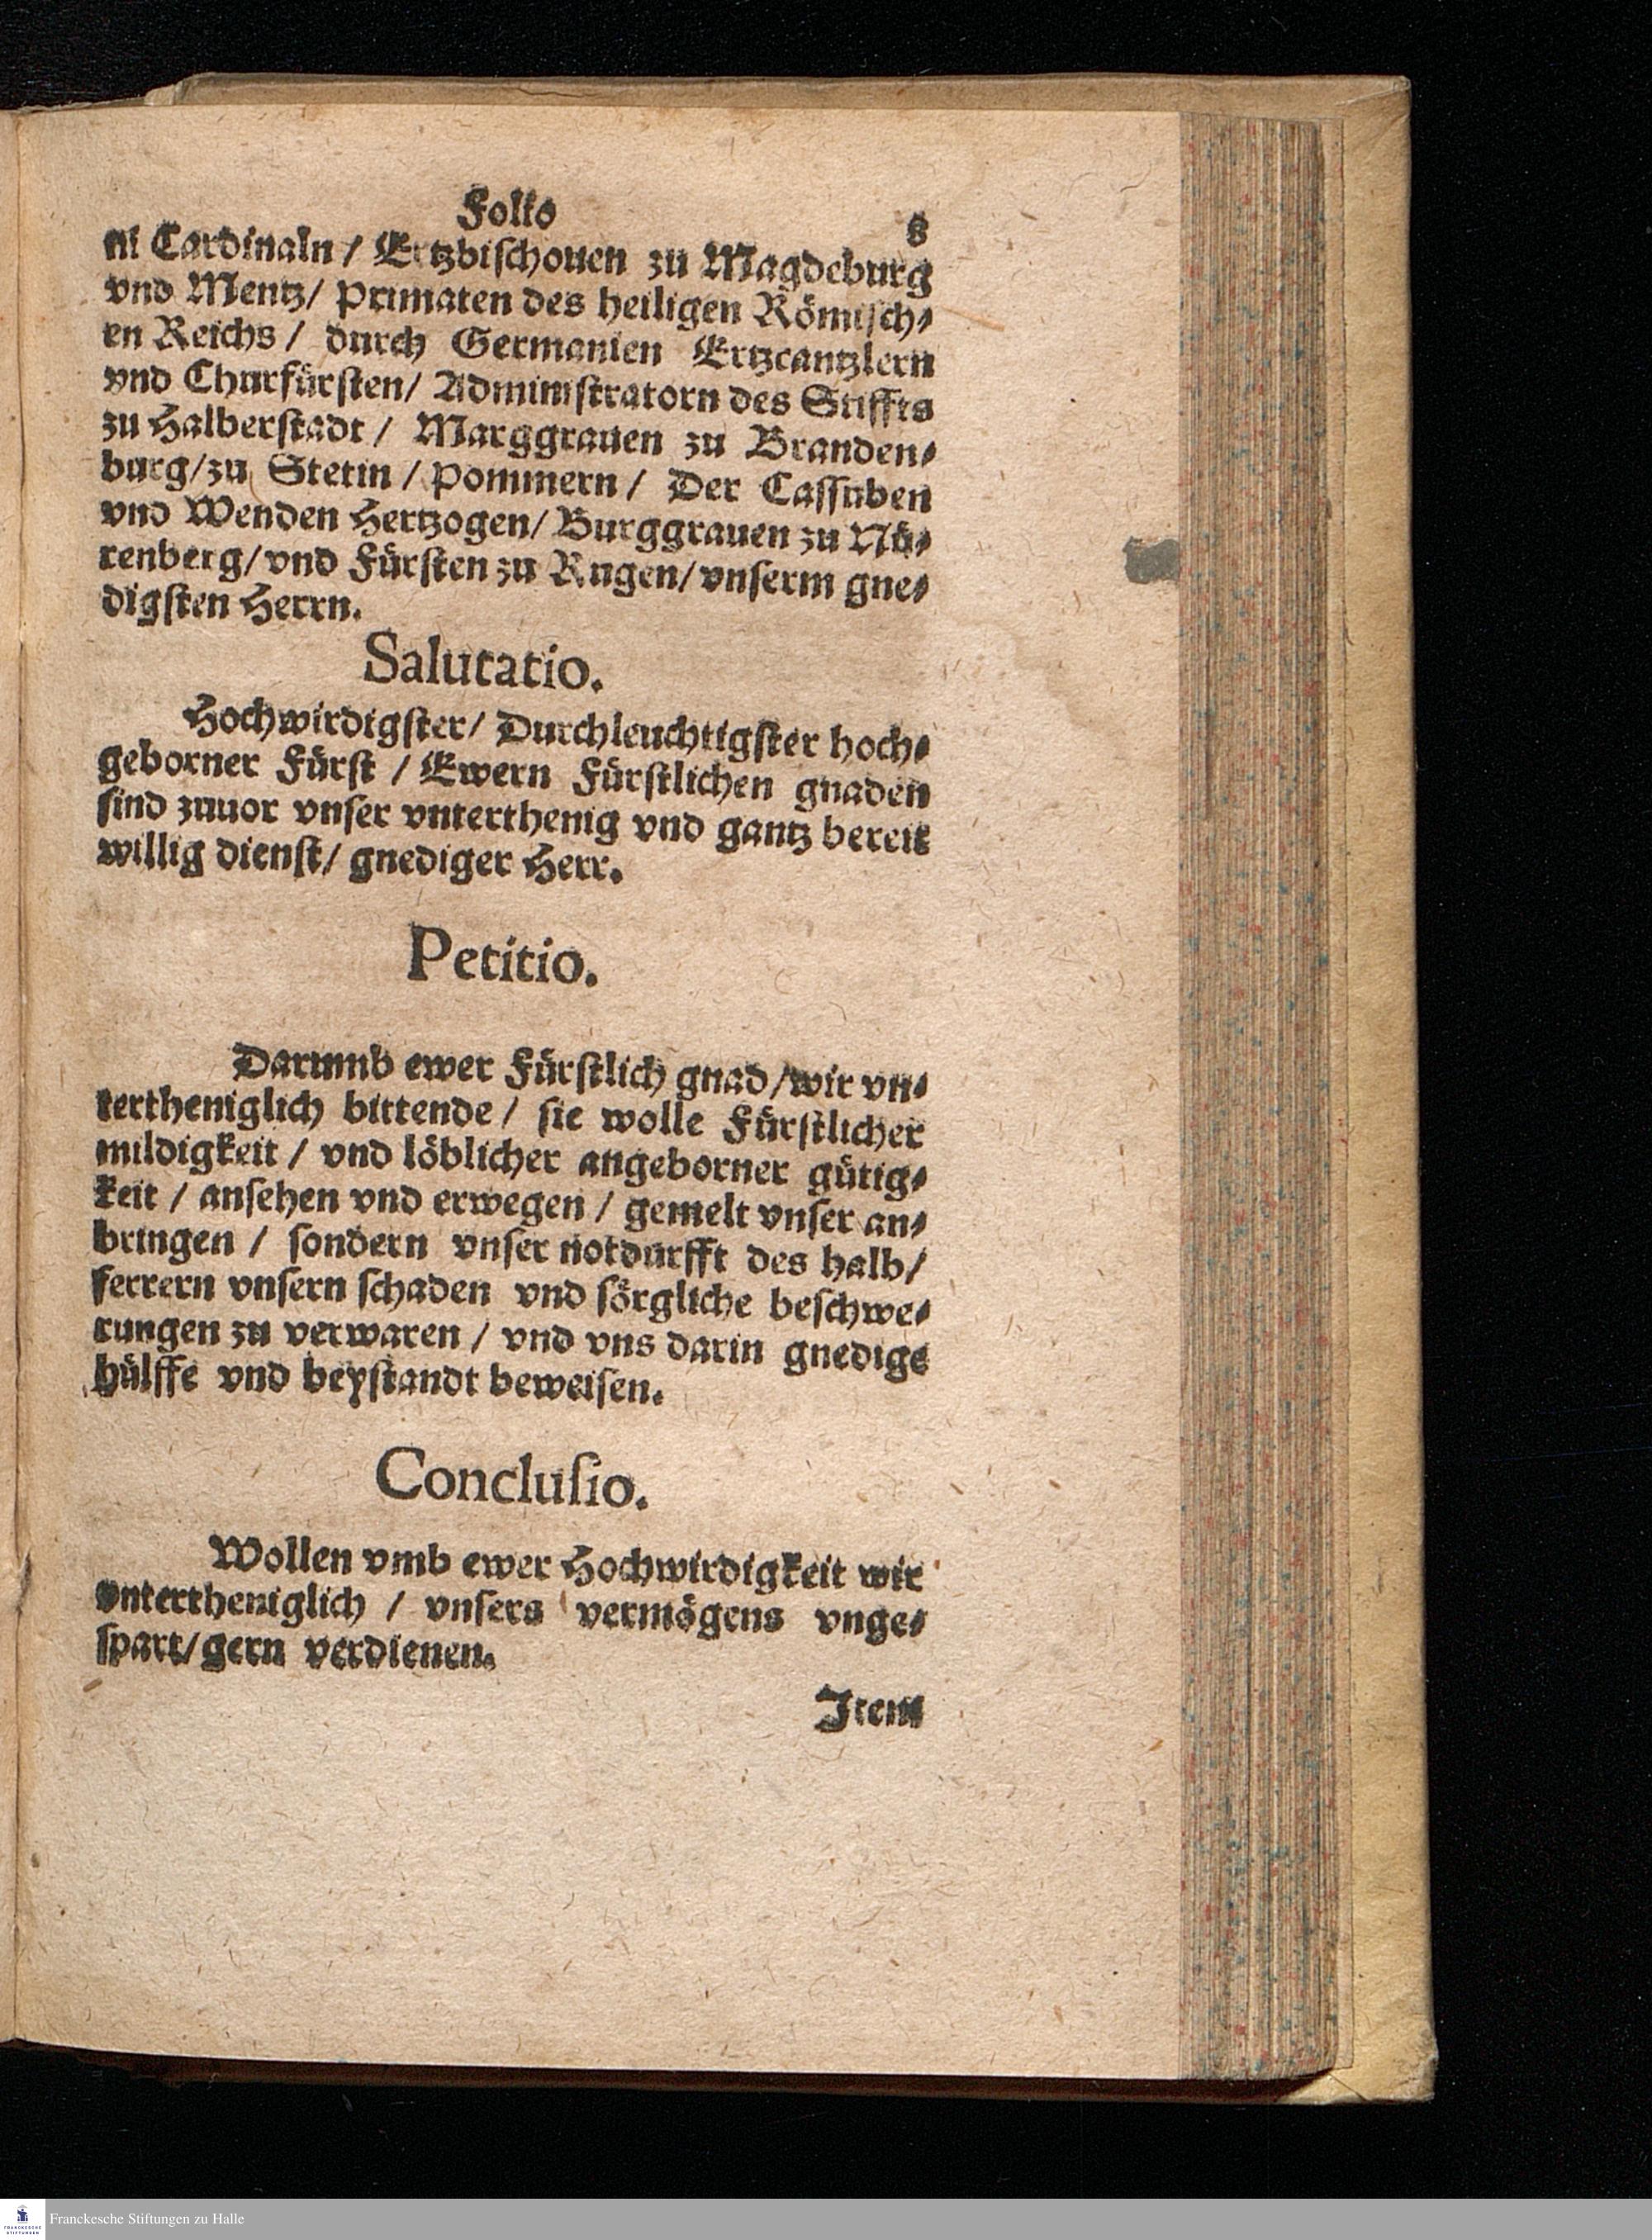 Folio 8
ni Cardinaln / Ertzbischouen zu Magdeburg
vnd Mentz / Primaten des heiligen Römisch⸗
en Reichs / durch Germanien Ertzcantzlern
vnd Churfürsten / Administratorn des Stiffts
zu Halberstadt / Marggrauen zu Branden⸗
burg / zu Stetin / Pommern / Der Cassuben
vnd Wenden Hertzogen / Burggrauen zu Nü⸗
renberg / vnd Fürsten zu Rugen / vnserm gne⸗
digsten Herrn.
Salutatio.
Hochwirdigster / Durchleuchtigster hoch⸗
geborner Fürst / Ewern Fürstlichen gnaden
sind zuuor vnser vnterthenig vnd gantz bereit
willig dienst / gnediger Herr.
Petitio.
Darumb ewer Fürstlich gnad / wir vn⸗
tertheniglich bittende / sie wolle Fürstlicher
mildigkeit / vnd löblicher angeborner gütig⸗
keit / ansehen vnd erwegen / gemelt vnser an⸗
bringen / sondern vnser notdurfft des halb /
ferrern vnsern schaden vnd sörgliche beschwe⸗
rungen zu verwaren / vnd vns darin gnedige
hülffe vnd beystandt beweisen.
Conclusio.
Wollen vmb ewer Hochwirdigkeit wir
vntertheniglich / vnsers vermögens vnge⸗
spart / gern verdienen.
Item
FRANCKESCHE STIFTUNGEN
Franckesche Stiftungen zu Halle